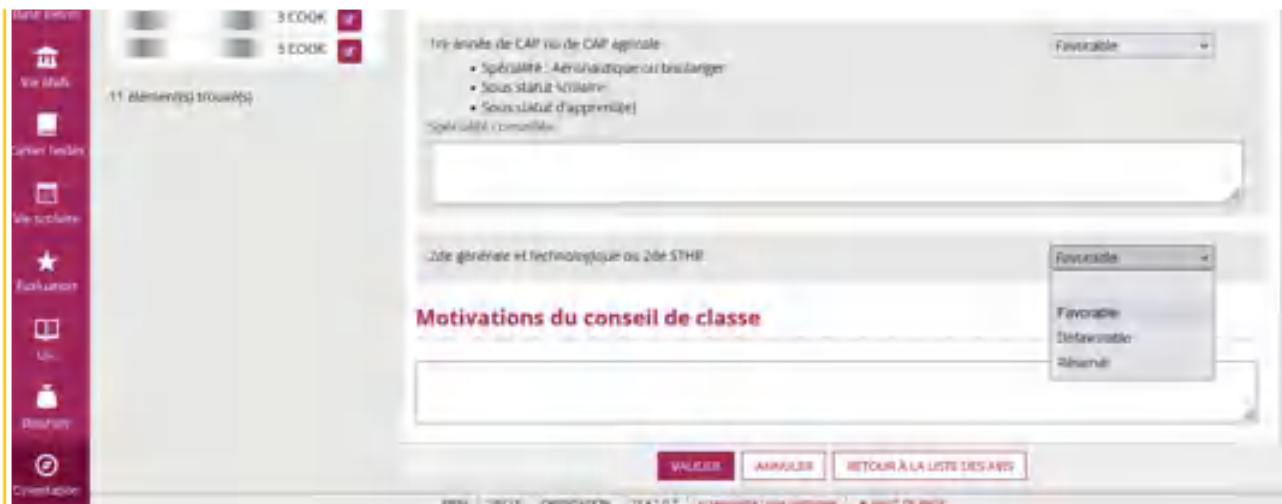 Vie scolaire
Evaluation
Orientation
3 COOK
3 COOK
11 élément(s) trouvé(s)
1re année de CAP ou de CAP agricole
Favorable
• Spécialité : Aéronautique ou boulanger
• Sous statut scolaire
• Sous statut d'apprenti(e)
Spécialité conseillée
2de générale et technologique ou 2de STHR
Favorable
Favorable
Défavorable
Réservé
Motivations du conseil de classe
VALIDER
ANNULER
RETOUR À LA LISTE DES AVIS